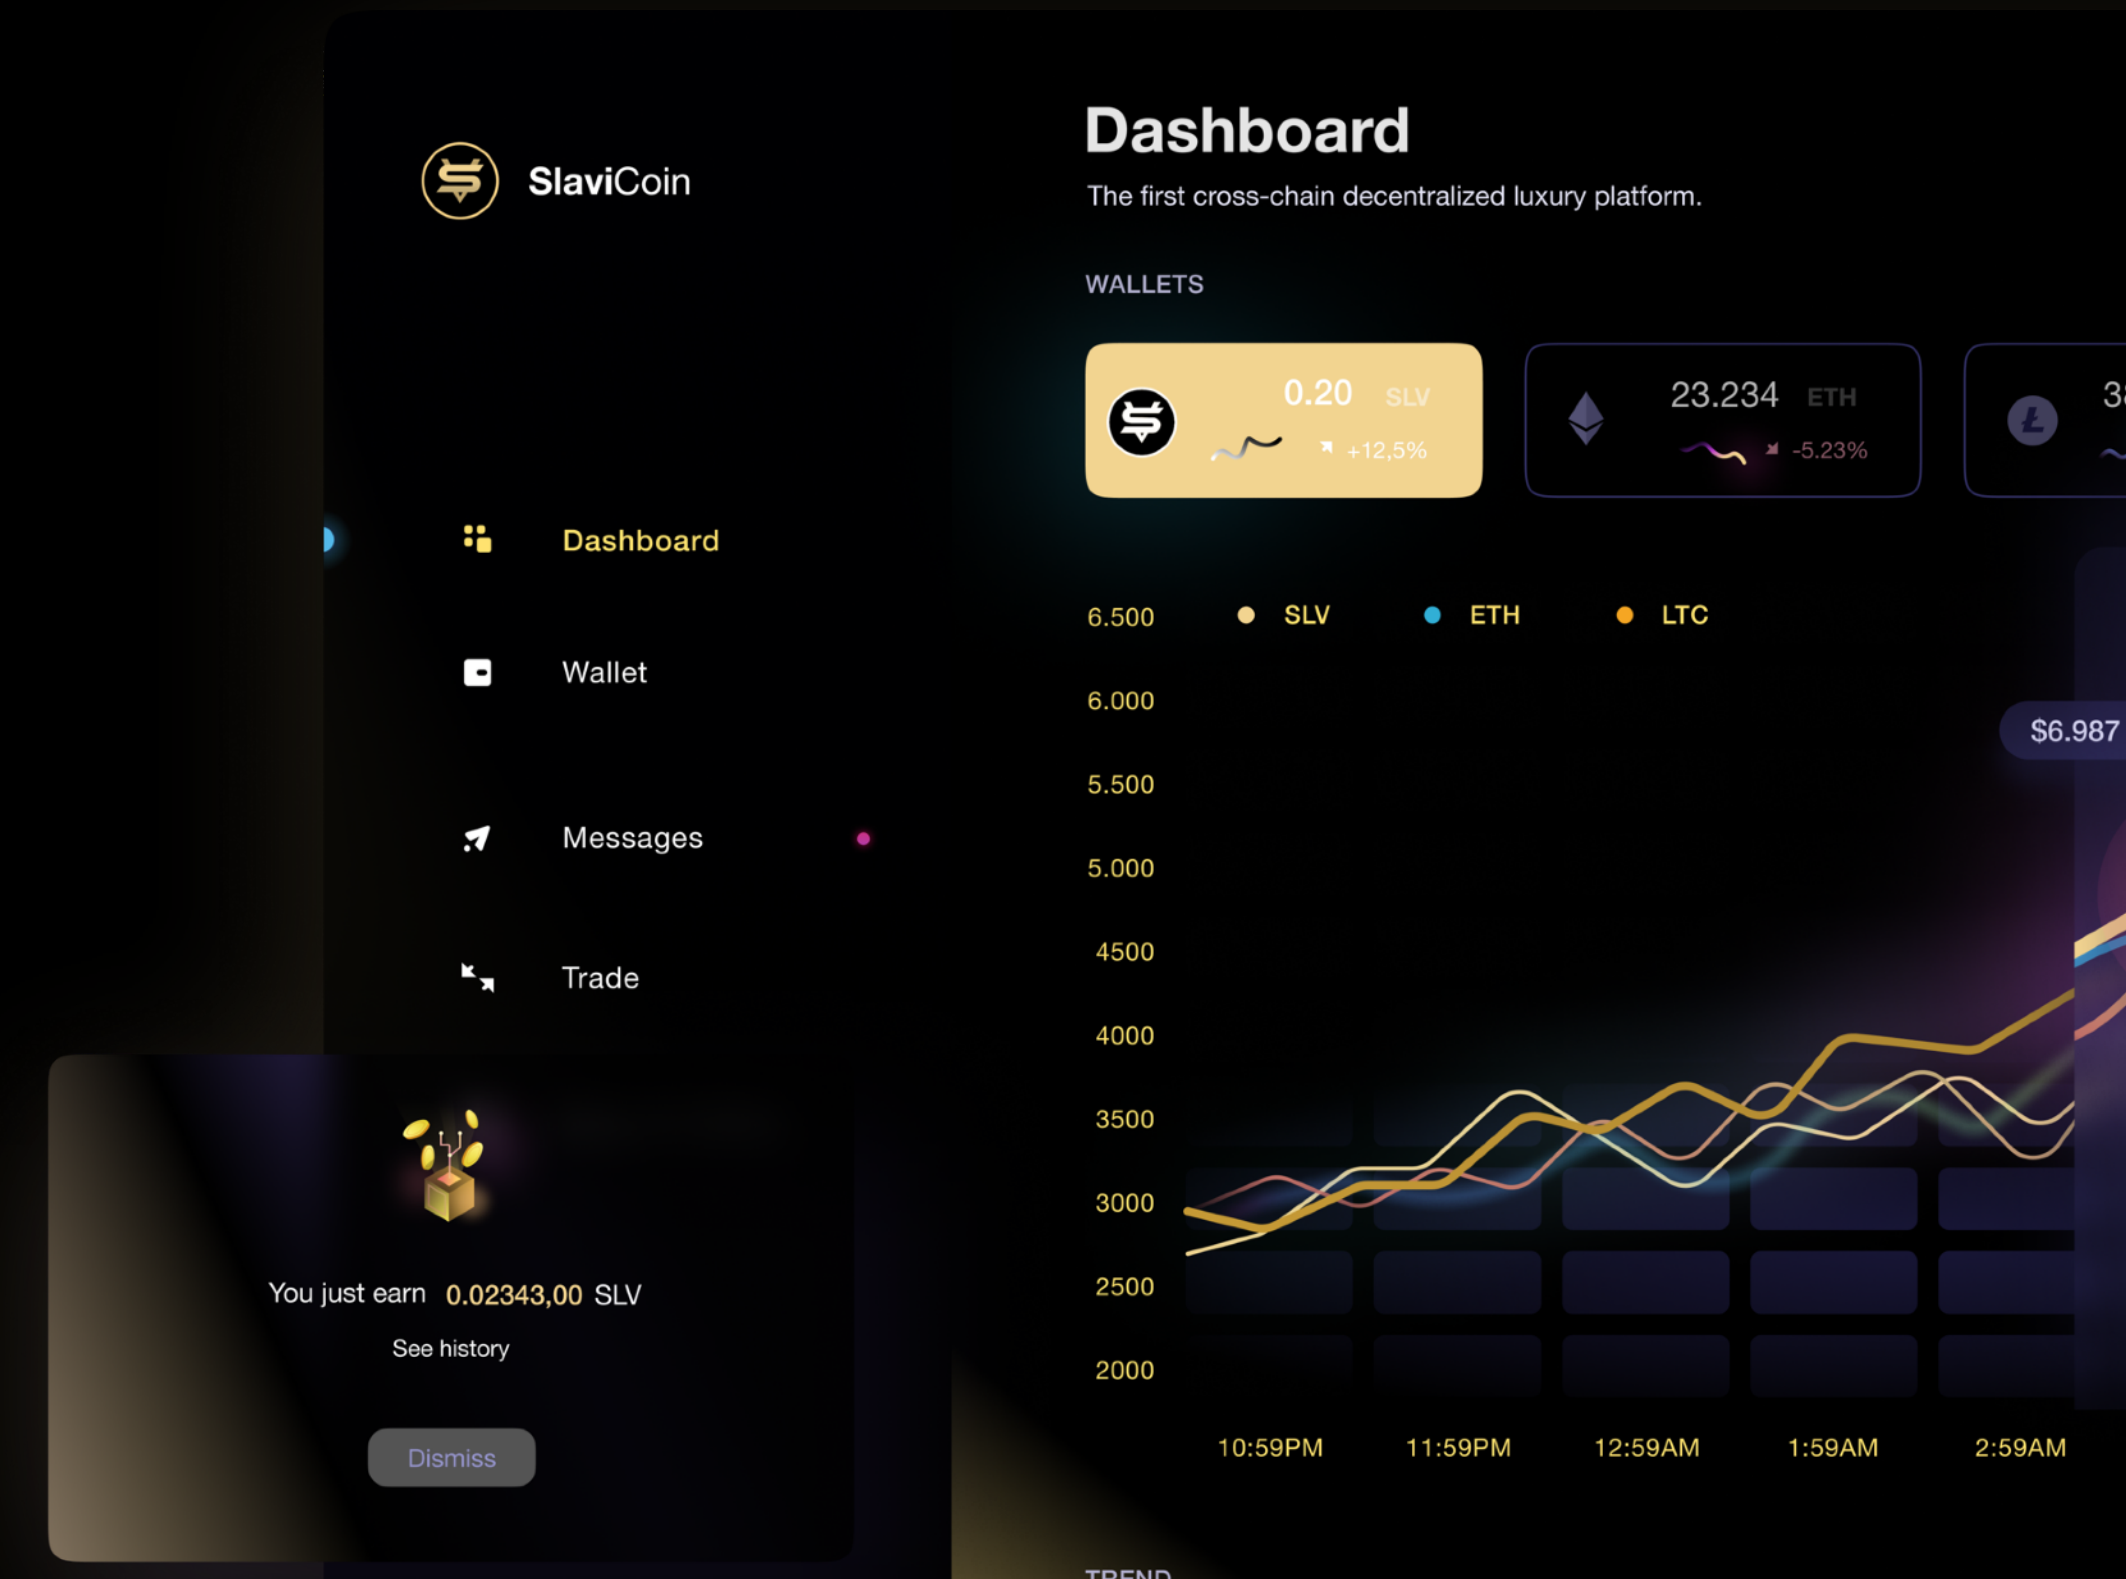 SlaviCoin
Dashboard
Wallet
Messages
Trade
You just earn 0.02343,00 SLV
See history
Dismiss
Dashboard
The first cross-chain decentralized luxury platform.
WALLETS
0.20 SLV
+12,5%
23.234 ETH
-5.23%
SLV ETH LTC
$6.987
6.500
6.000
5.500
5.000
4500
4000
3500
3000
2500
2000
10:59PM 11:59PM 12:59AM 1:59AM 2:59AM
TREND